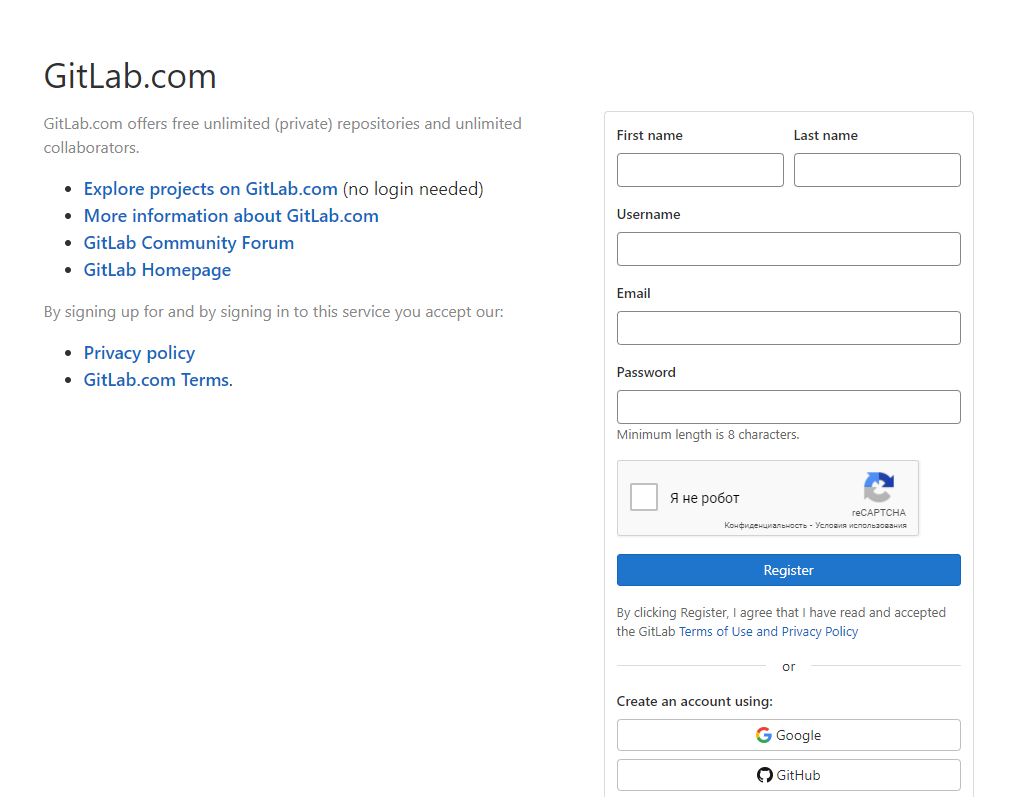 GitLab.com
GitLab.com offers free unlimited (private) repositories and unlimited
collaborators.
Explore projects on GitLab.com (no login needed)
More information about GitLab.com
GitLab Community Forum
GitLab Homepage
By signing up for and by signing in to this service you accept our:
Privacy policy
GitLab.com Terms.
First name
Last name
Username
Email
Password
Minimum length is 8 characters.
Я не робот
reCAPTCHA
Конфиденциальность - Условия использования
Register
By clicking Register, I agree that I have read and accepted
the GitLab Terms of Use and Privacy Policy
or
Create an account using:
Google
GitHub